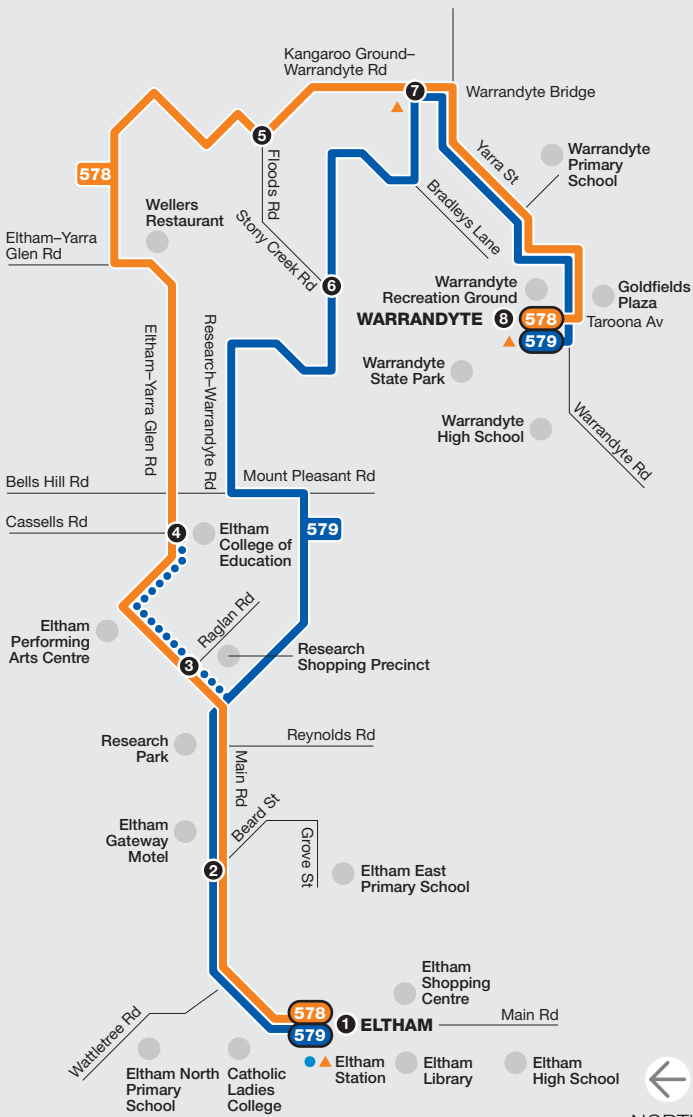 Kangaroo Ground–
Warrandyte Rd
7
Warrandyte Bridge
5
Yarra St
Warrandyte
Primary
School
578
Floods Rd
Wellers
Restaurant
Bradleys Lane
Eltham–Yarra
Glen Rd
Stony Creek Rd
6
Warrandyte
Recreation Ground
Goldfields
Plaza
WARRANDYTE
8
578
Taroona Av
579
Eltham–Yarra Glen Rd
Research–Warrandyte Rd
Warrandyte
State Park
Warrandyte
High School
Warrandyte Rd
Bells Hill Rd
Mount Pleasant Rd
Cassells Rd
4
Eltham
College of
Education
579
Eltham
Performing
Arts Centre
Raglan Rd
3
Research
Shopping Precinct
Research
Park
Reynolds Rd
Main Rd
Eltham
Gateway
Motel
Beard St
Grove St
2
Eltham East
Primary School
Eltham
Shopping
Centre
Wattletree Rd
578
579
1
ELTHAM
Main Rd
Eltham North
Primary
School
Catholic
Ladies
College
Eltham
Station
Eltham
Library
Eltham
High School